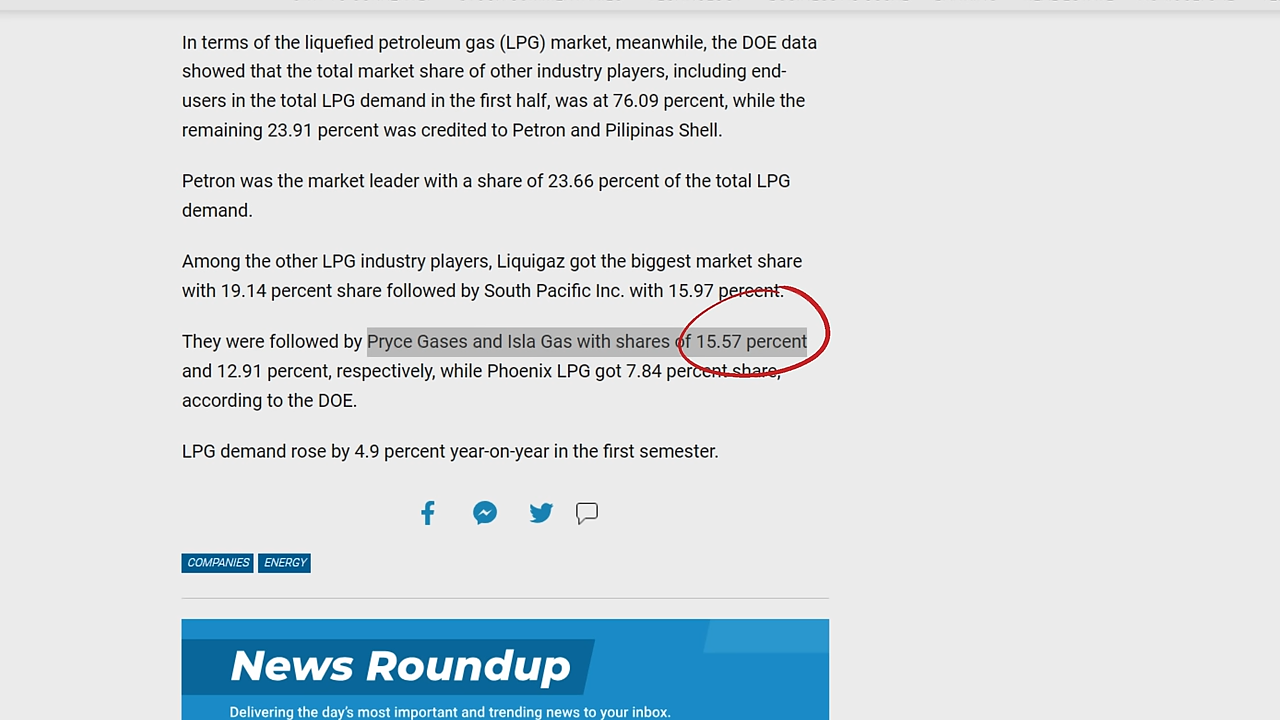 In terms of the liquefied petroleum gas (LPG) market, meanwhile, the DOE data
showed that the total market share of other industry players, including end-
users in the total LPG demand in the first half, was at 76.09 percent, while the
remaining 23.91 percent was credited to Petron and Pilipinas Shell.
Petron was the market leader with a share of 23.66 percent of the total LPG
demand.
Among the other LPG industry players, Liquigaz got the biggest market share
with 19.14 percent share followed by South Pacific Inc. with 15.97 percent.
They were followed by Pryce Gases and Isla Gas with shares of 15.57 percent
and 12.91 percent, respectively, while Phoenix LPG got 7.84 percent share,
according to the DOE.
LPG demand rose by 4.9 percent year-on-year in the first semester.
COMPANIES ENERGY
News Roundup
Delivering the day's most important and trending news to your inbox.